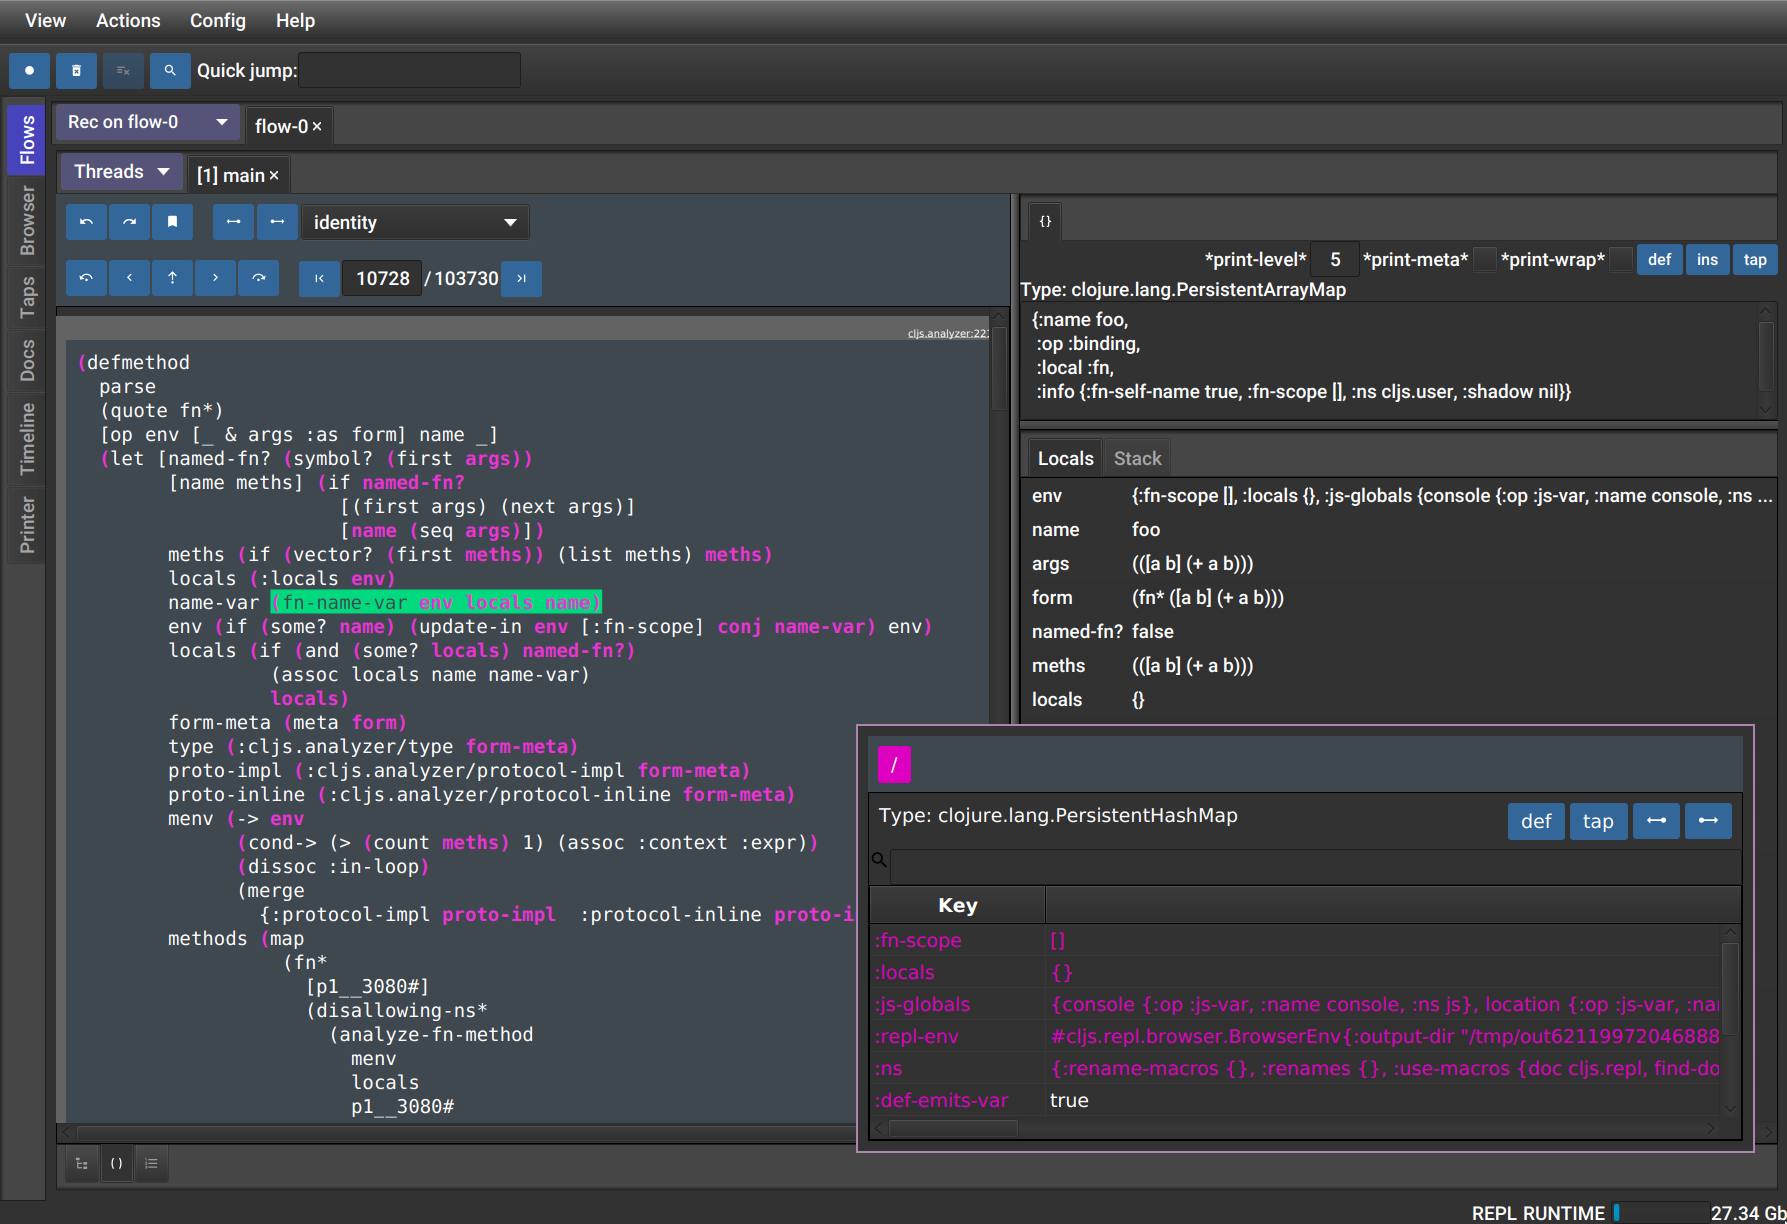 View Actions Config Help
Quick jump:
Flows
Browser
Taps
Docs
Timeline
Printer
Rec on flow-0
flow-0 ×
Threads
[1] main ×
identity
10728 / 103730
cljs.analyzer:22
(defmethod
parse
(quote fn*)
[op env [_ & args :as form] name _]
(let [named-fn? (symbol? (first args))
[name meths] (if named-fn?
[(first args) (next args)]
[name (seq args)])
meths (if (vector? (first meths)) (list meths) meths)
locals (:locals env)
name-var (fn-name-var env locals name)
env (if (some? name) (update-in env [:fn-scope] conj name-var) env)
locals (if (and (some? locals) named-fn?)
(assoc locals name name-var)
locals)
form-meta (meta form)
type (:cljs.analyzer/type form-meta)
proto-impl (:cljs.analyzer/protocol-impl form-meta)
proto-inline (:cljs.analyzer/protocol-inline form-meta)
menv (-> env
(cond-> (> (count meths) 1) (assoc :context :expr))
(dissoc :in-loop)
(merge
{:protocol-impl proto-impl :protocol-inline proto-i
methods (map
(fn*
[p1__3080#]
(disallowing-ns*
(analyze-fn-method
menv
locals
p1__3080#
()
{}
*print-level* 5 *print-meta* *print-wrap* def ins tap
Type: clojure.lang.PersistentArrayMap
{:name foo,
:op :binding,
:local :fn,
:info {:fn-self-name true, :fn-scope [], :ns cljs.user, :shadow nil}}
Locals Stack
env {:fn-scope [], :locals {}, :js-globals {console {:op :js-var, :name console, :ns ...
name foo
args (([a b] (+ a b)))
form (fn* ([a b] (+ a b)))
named-fn? false
meths (([a b] (+ a b)))
locals {}
/
Type: clojure.lang.PersistentHashMap
def tap
Key
:fn-scope []
:locals {}
:js-globals {console {:op :js-var, :name console, :ns js}, location {:op :js-var, :nar
:repl-env #cljs.repl.browser.BrowserEnv{:output-dir "/tmp/out62119972046888
:ns {:rename-macros {}, :renames {}, :use-macros {doc cljs.repl, find-do
:def-emits-var true
REPL RUNTIME 27.34 Gb